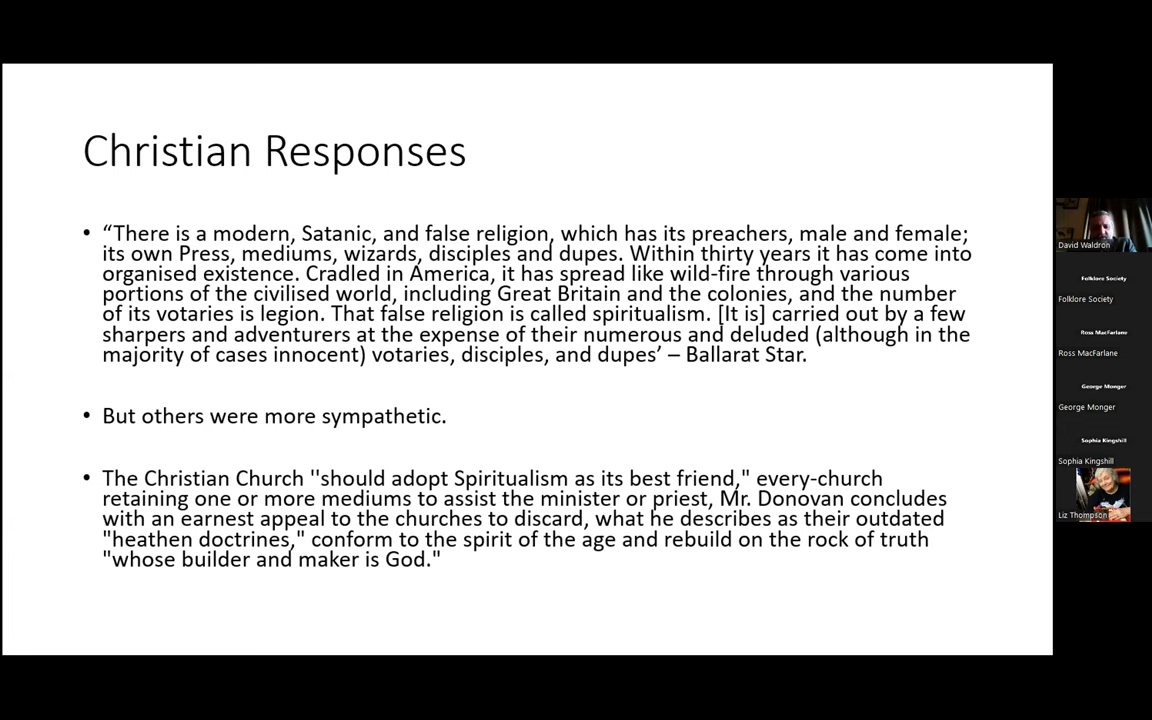 Christian Responses
• “There is a modern, Satanic, and false religion, which has its preachers, male and female;
its own Press, mediums, wizards, disciples and dupes. Within thirty years it has come into
organised existence. Cradled in America, it has spread like wild-fire through various
portions of the civilised world, including Great Britain and the colonies, and the number
of its votaries is legion. That false religion is called spiritualism. [It is] carried out by a few
sharpers and adventurers at the expense of their numerous and deluded (although in the
majority of cases innocent) votaries, disciples, and dupes’ – Ballarat Star.
• But others were more sympathetic.
• The Christian Church "should adopt Spiritualism as its best friend," every-church
retaining one or more mediums to assist the minister or priest, Mr. Donovan concludes
with an earnest appeal to the churches to discard, what he describes as their outdated
"heathen doctrines," conform to the spirit of the age and rebuild on the rock of truth
"whose builder and maker is God."
David Waldron
Folklore Society
Folklore Society
Ross MacFarlane
Ross MacFarlane
George Monger
George Monger
Sophia Kingshill
Sophia Kingshill
Liz Thompson